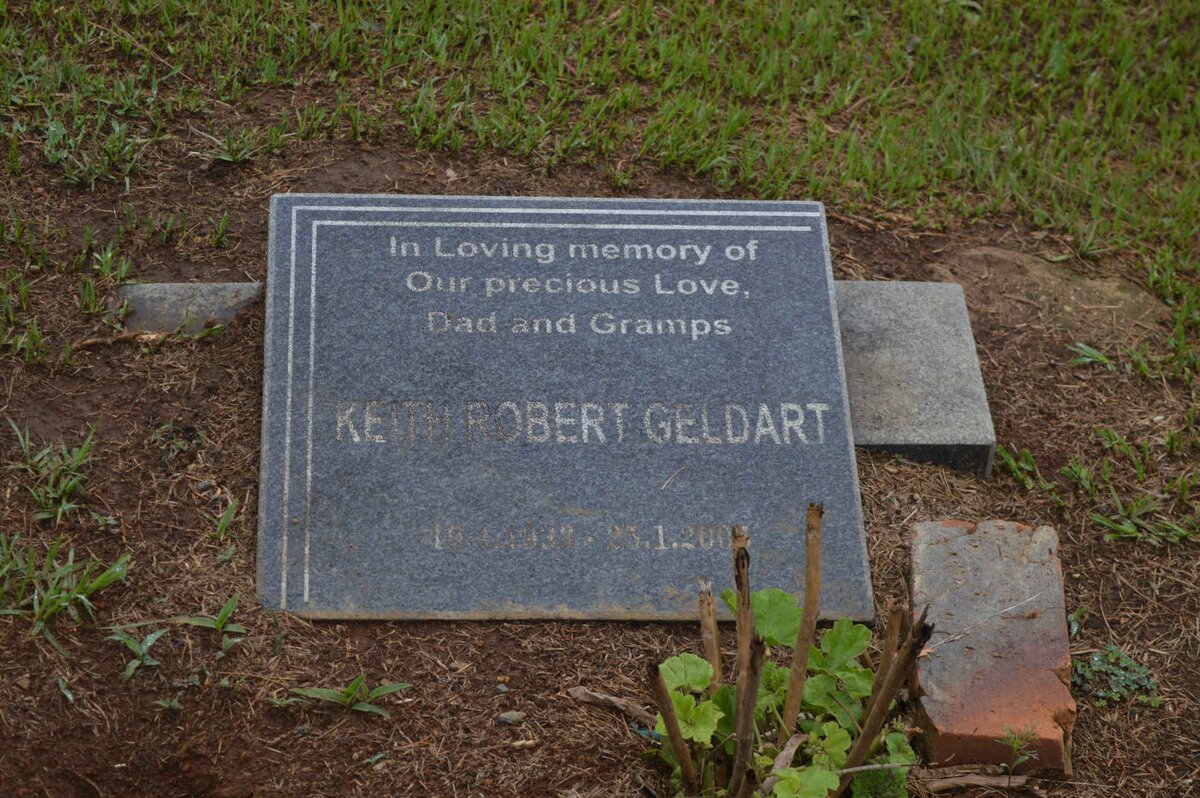 In Loving memory of
Our precious Love,
Dad and Gramps
KEITH ROBERT GELDART